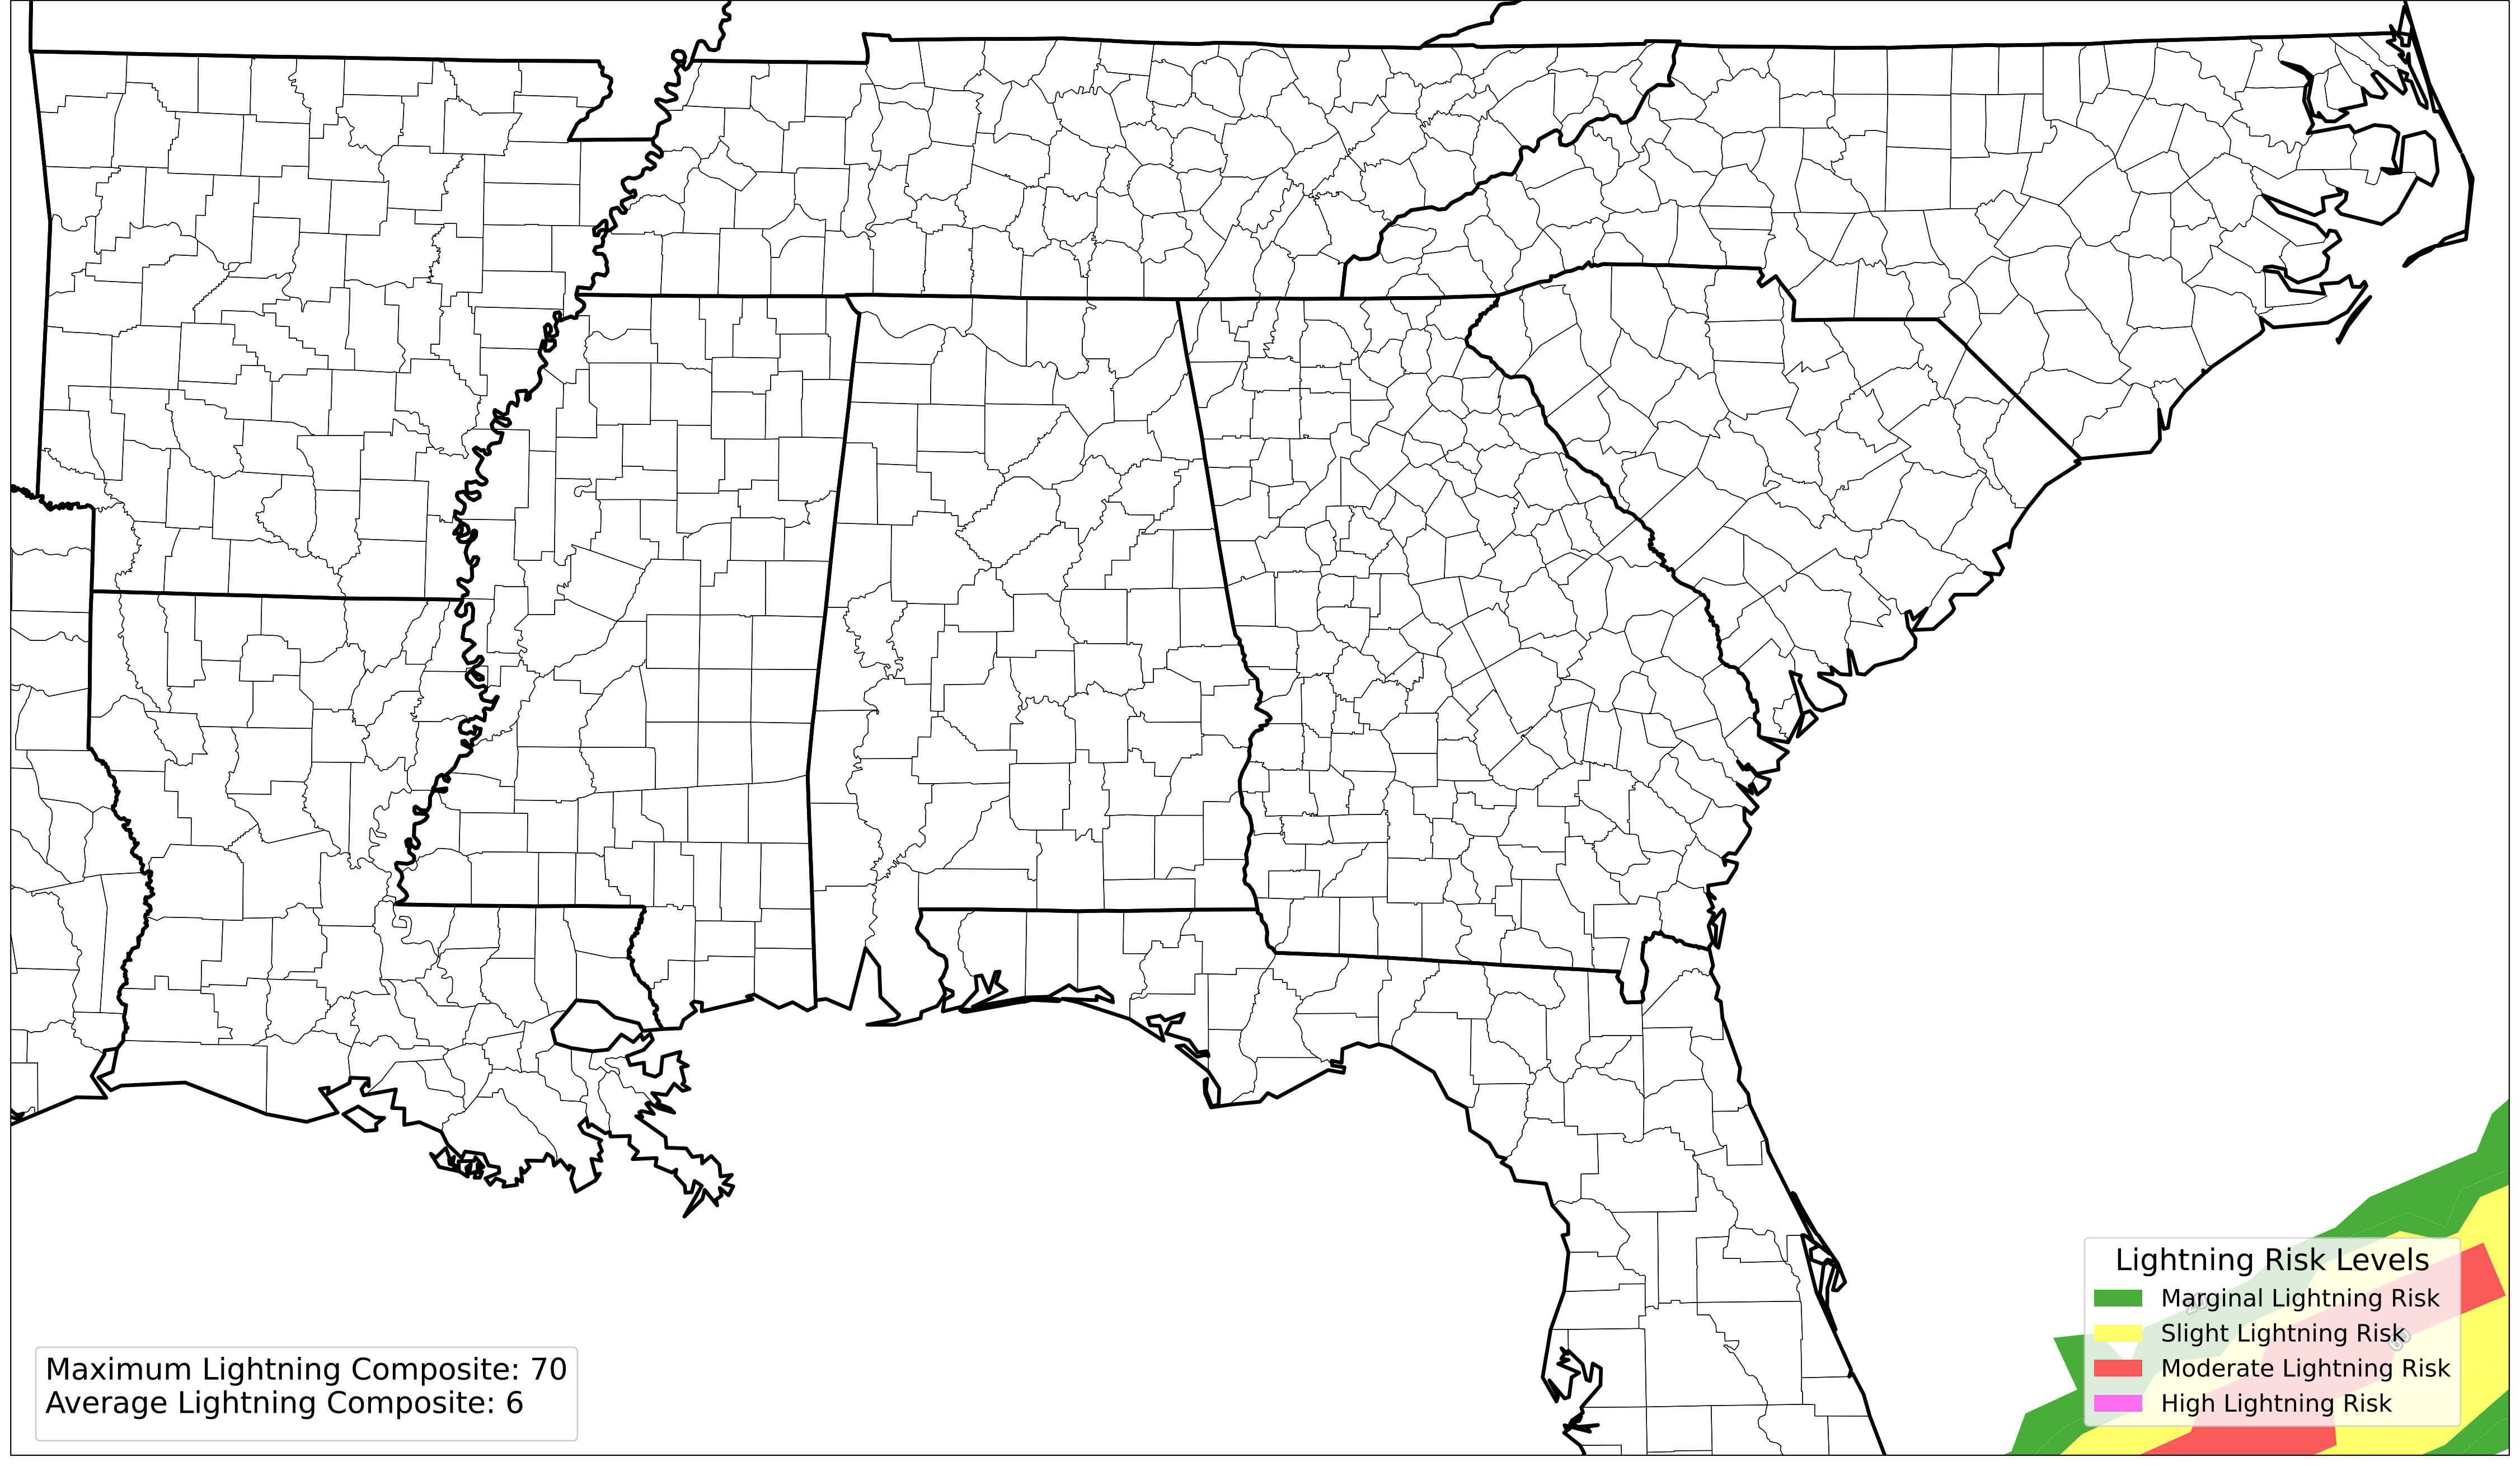 Lightning Risk Levels
Marginal Lightning Risk
Slight Lightning Risk
Moderate Lightning Risk
High Lightning Risk
Maximum Lightning Composite: 70
Average Lightning Composite: 6